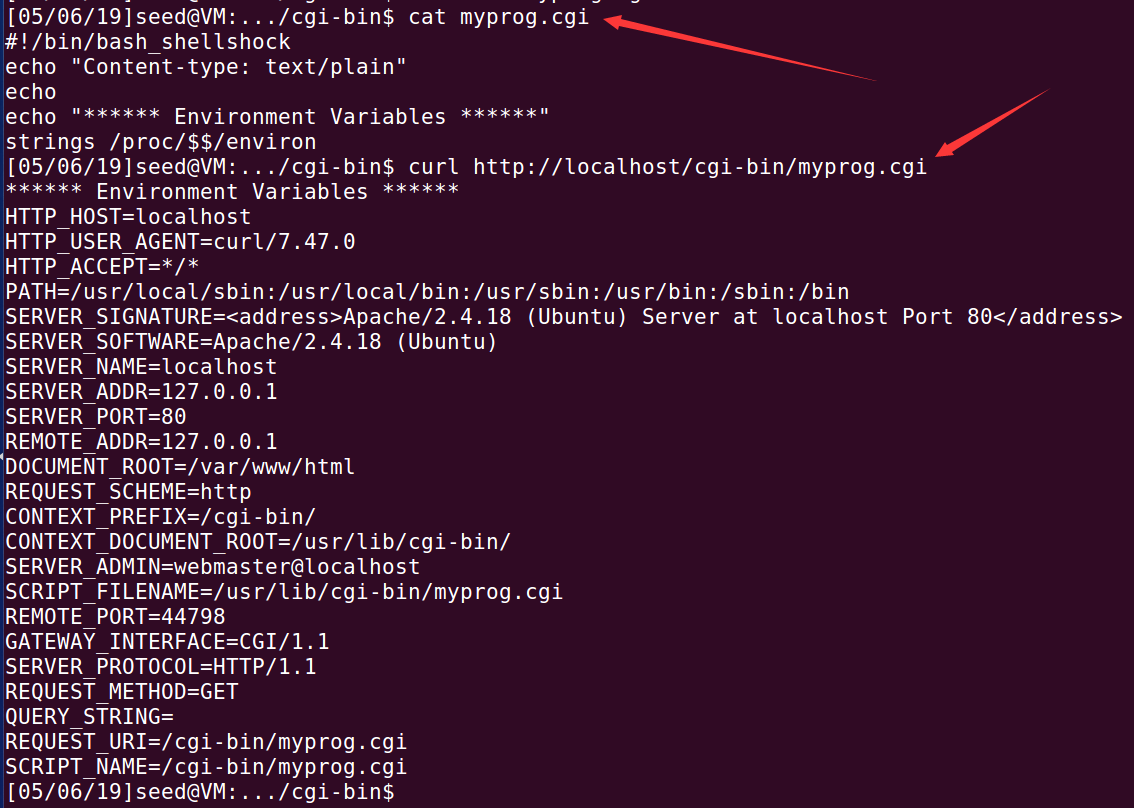 [05/06/19]seed@VM:.../cgi-bin$ cat myprog.cgi
#!/bin/bash_shellshock
echo "Content-type: text/plain"
echo
echo "****** Environment Variables ******"
strings /proc/$$/environ
[05/06/19]seed@VM:.../cgi-bin$ curl http://localhost/cgi-bin/myprog.cgi
****** Environment Variables ******
HTTP_HOST=localhost
HTTP_USER_AGENT=curl/7.47.0
HTTP_ACCEPT=*/*
PATH=/usr/local/sbin:/usr/local/bin:/usr/sbin:/usr/bin:/sbin:/bin
SERVER_SIGNATURE=<address>Apache/2.4.18 (Ubuntu) Server at localhost Port 80</address>
SERVER_SOFTWARE=Apache/2.4.18 (Ubuntu)
SERVER_NAME=localhost
SERVER_ADDR=127.0.0.1
SERVER_PORT=80
REMOTE_ADDR=127.0.0.1
DOCUMENT_ROOT=/var/www/html
REQUEST_SCHEME=http
CONTEXT_PREFIX=/cgi-bin/
CONTEXT_DOCUMENT_ROOT=/usr/lib/cgi-bin/
SERVER_ADMIN=webmaster@localhost
SCRIPT_FILENAME=/usr/lib/cgi-bin/myprog.cgi
REMOTE_PORT=44798
GATEWAY_INTERFACE=CGI/1.1
SERVER_PROTOCOL=HTTP/1.1
REQUEST_METHOD=GET
QUERY_STRING=
REQUEST_URI=/cgi-bin/myprog.cgi
SCRIPT_NAME=/cgi-bin/myprog.cgi
[05/06/19]seed@VM:.../cgi-bin$